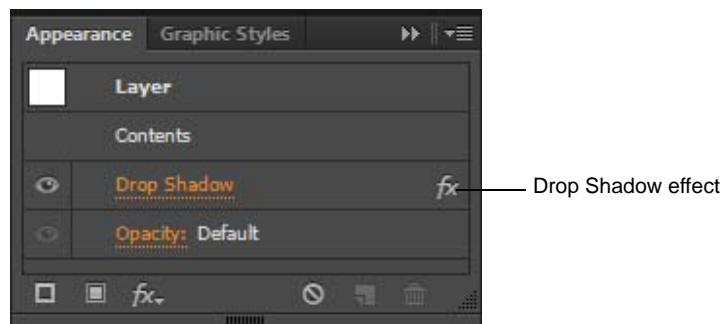 Appearance Graphic Styles
Layer
Contents
Drop Shadow fx Drop Shadow effect
Opacity: Default
fx